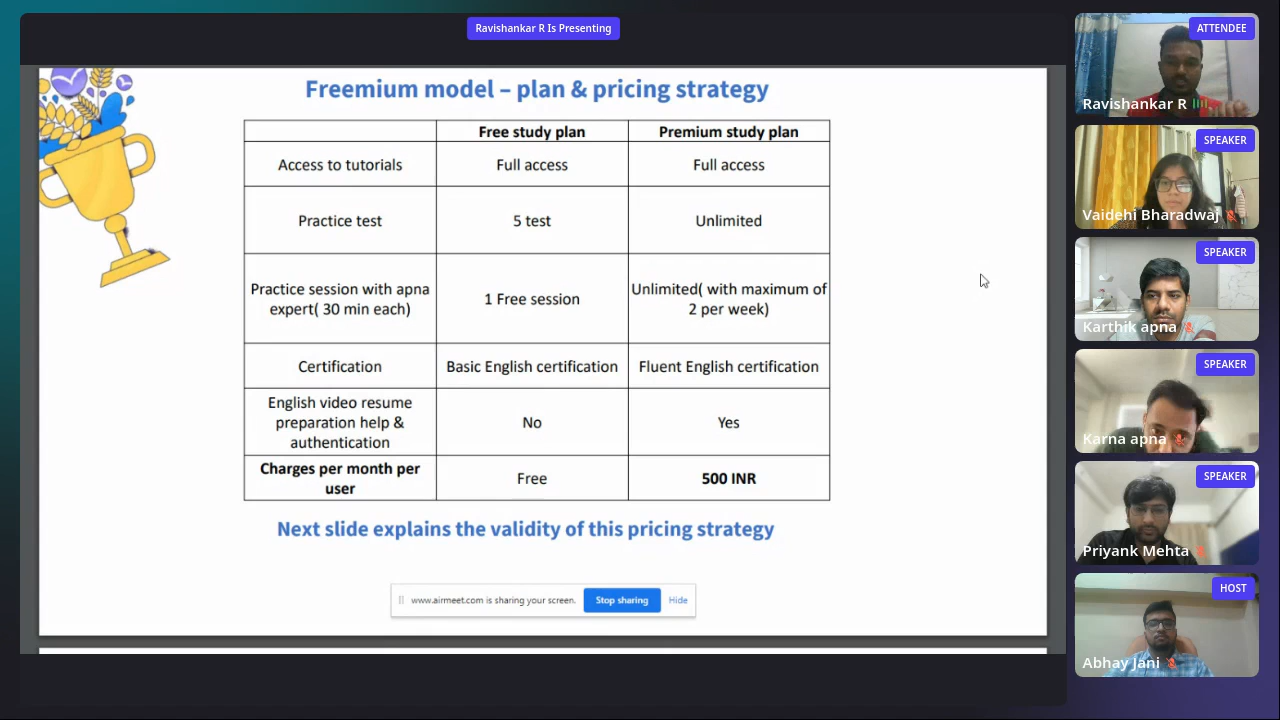 Ravishankar R Is Presenting
Freemium model – plan & pricing strategy
Free study plan Premium study plan
Access to tutorials Full access Full access
Practice test 5 test Unlimited
Practice session with apna
expert( 30 min each)
1 Free session
Unlimited( with maximum of
2 per week)
Certification Basic English certification Fluent English certification
English video resume
preparation help &
authentication
No
Yes
Charges per month per
user
Free
500 INR
Next slide explains the validity of this pricing strategy
www.airmeet.com is sharing your screen. Stop sharing Hide
ATTENDEE
Ravishankar R
SPEAKER
Vaidehi Bharadwaj
SPEAKER
Karthik apna
SPEAKER
Karna apna
SPEAKER
Priyank Mehta
HOST
Abhay Jani